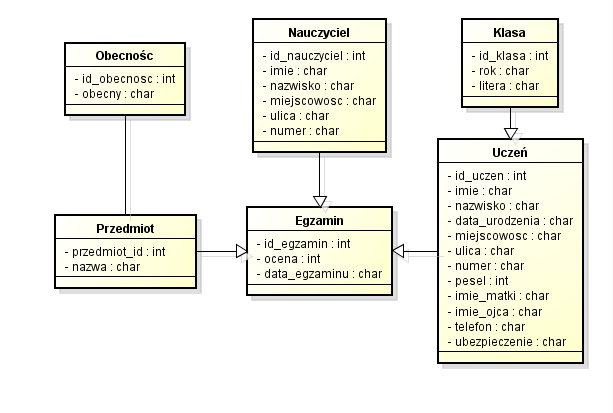 Obecnośc
- id_obecnosc : int
- obecny : char
Nauczyciel
- id_nauczyciel : int
- imie : char
- nazwisko : char
- miejscowosc : char
- ulica : char
- numer : char
Klasa
- id_klasa : int
- rok : char
- litera : char
Przedmiot
- przedmiot_id : int
- nazwa : char
Egzamin
- id_egzamin : int
- ocena : int
- data_egzaminu : char
Uczeń
- id_uczen : int
- imie : char
- nazwisko : char
- data_urodzenia : char
- miejscowosc : char
- ulica : char
- numer : char
- pesel : int
- imie_matki : char
- imie_ojca : char
- telefon : char
- ubezpieczenie : char